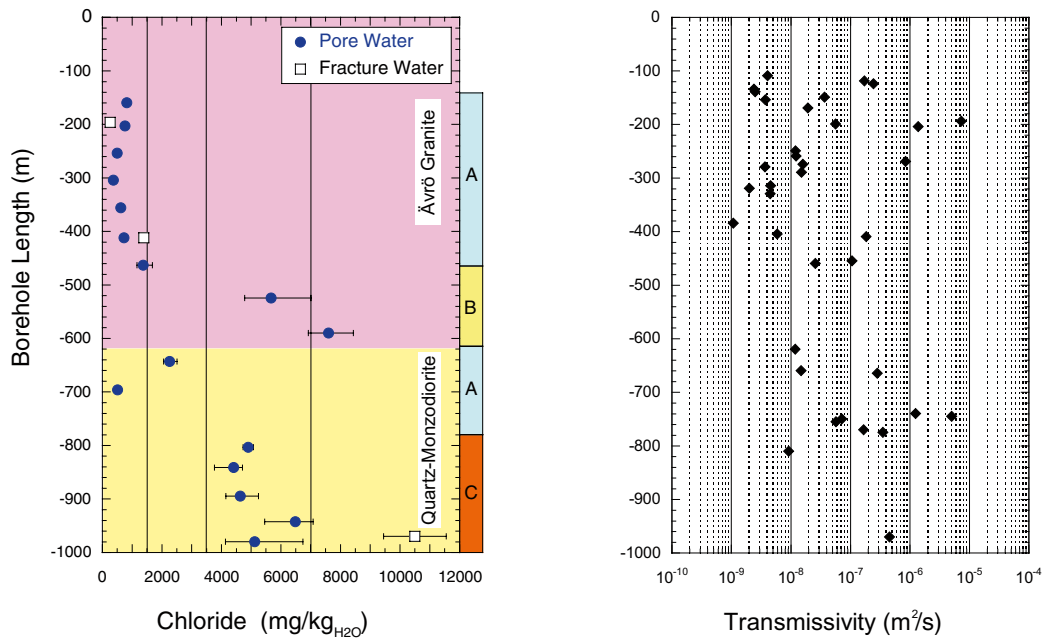 Pore Water
Fracture Water
0
-100
-200
-300
-400
-500
-600
-700
-800
-900
-1000
Borehole Length (m)
0 2000 4000 6000 8000 10000 12000
Chloride (mg/kgH2O)
Ävrö Granite
Quartz-Monzodiorite
A
B
A
C
0
-100
-200
-300
-400
-500
-600
-700
-800
-900
-1000
10-10 10-9 10-8 10-7 10-6 10-5 10-4
Transmissivity (m2/s)